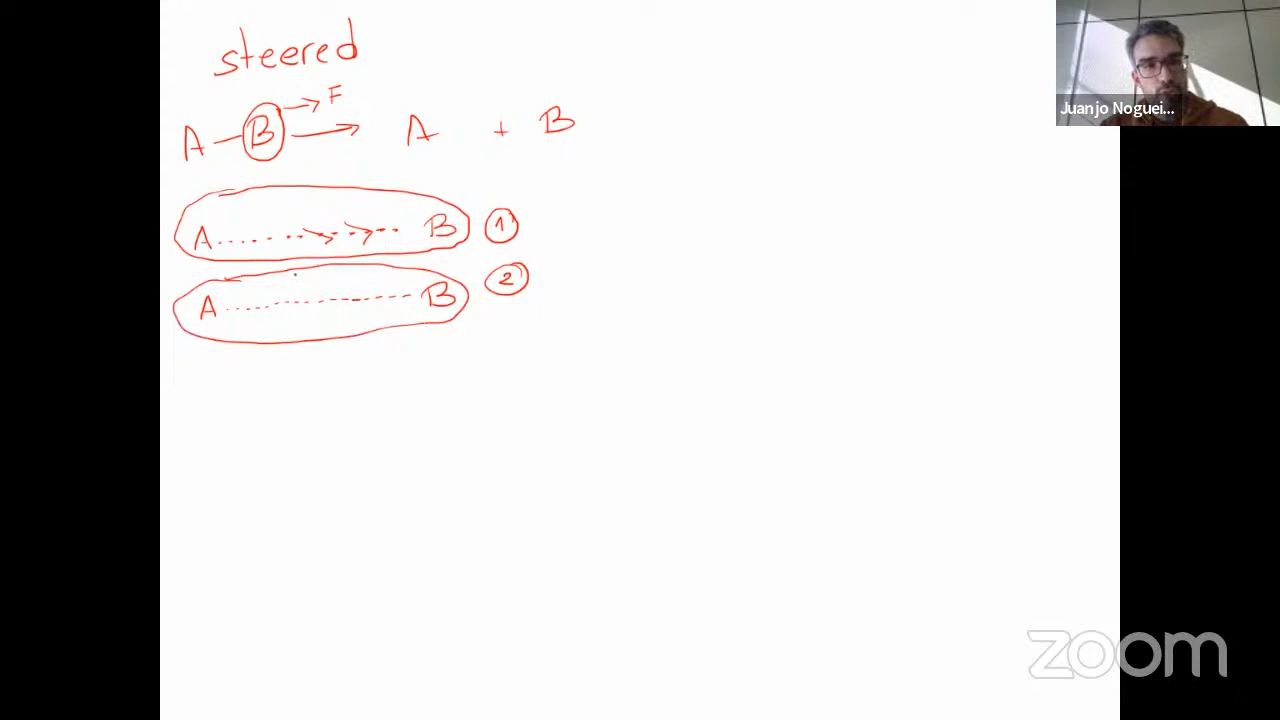 steered
→ F
A — B → A + B
A ...... B 1
A ...... B 2
Juanjo Noguei...
zoom